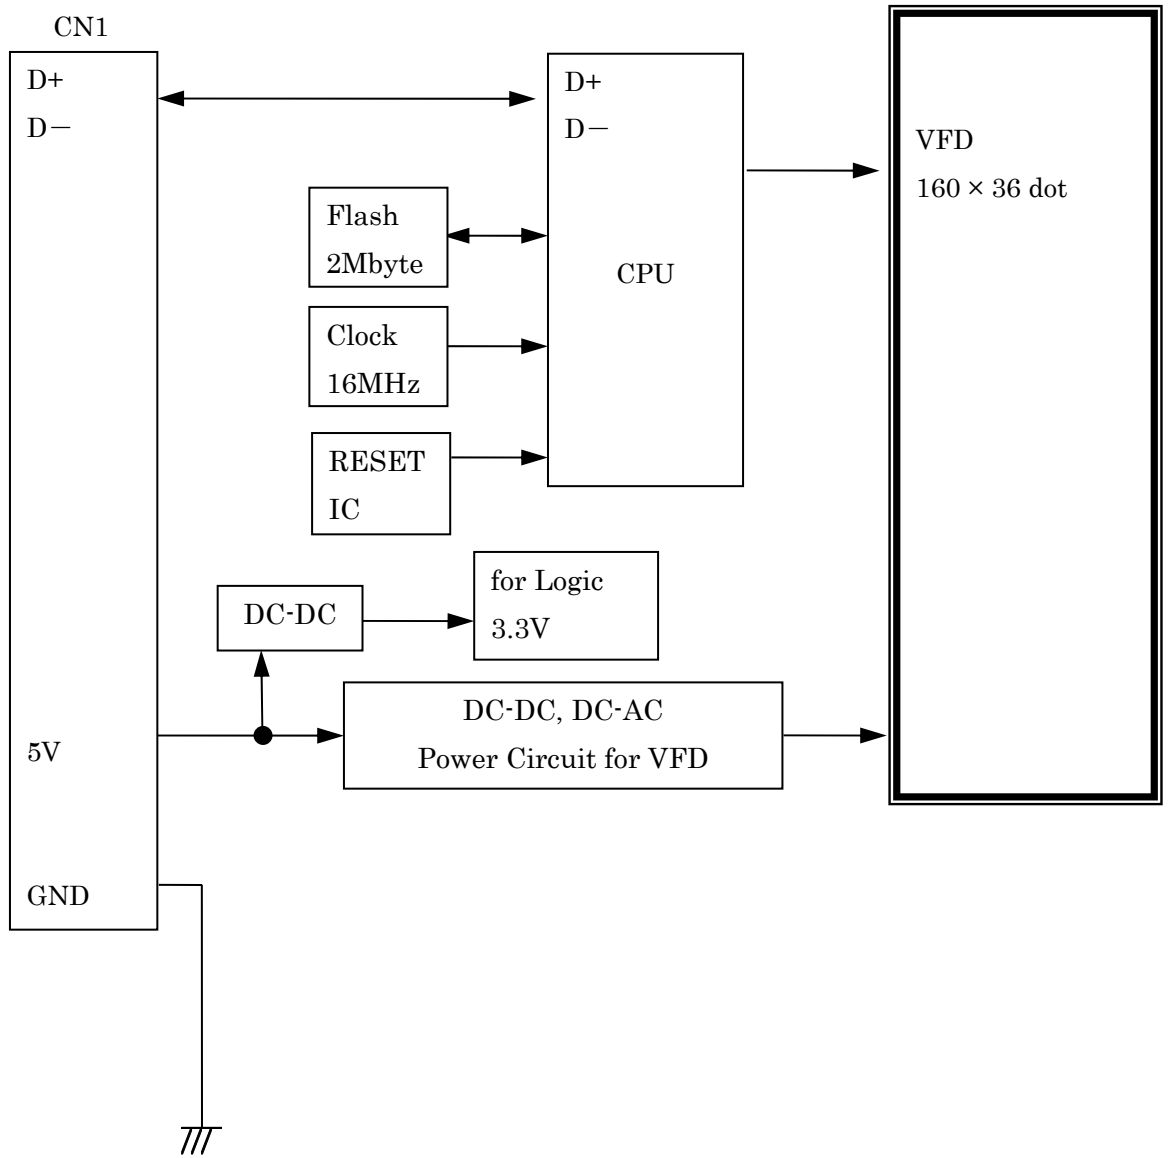 CN1
D+
D−
D+
D−
VFD
160 × 36 dot
Flash
2Mbyte
CPU
Clock
16MHz
RESET
IC
for Logic
3.3V
DC-DC
DC-DC, DC-AC
Power Circuit for VFD
5V
GND